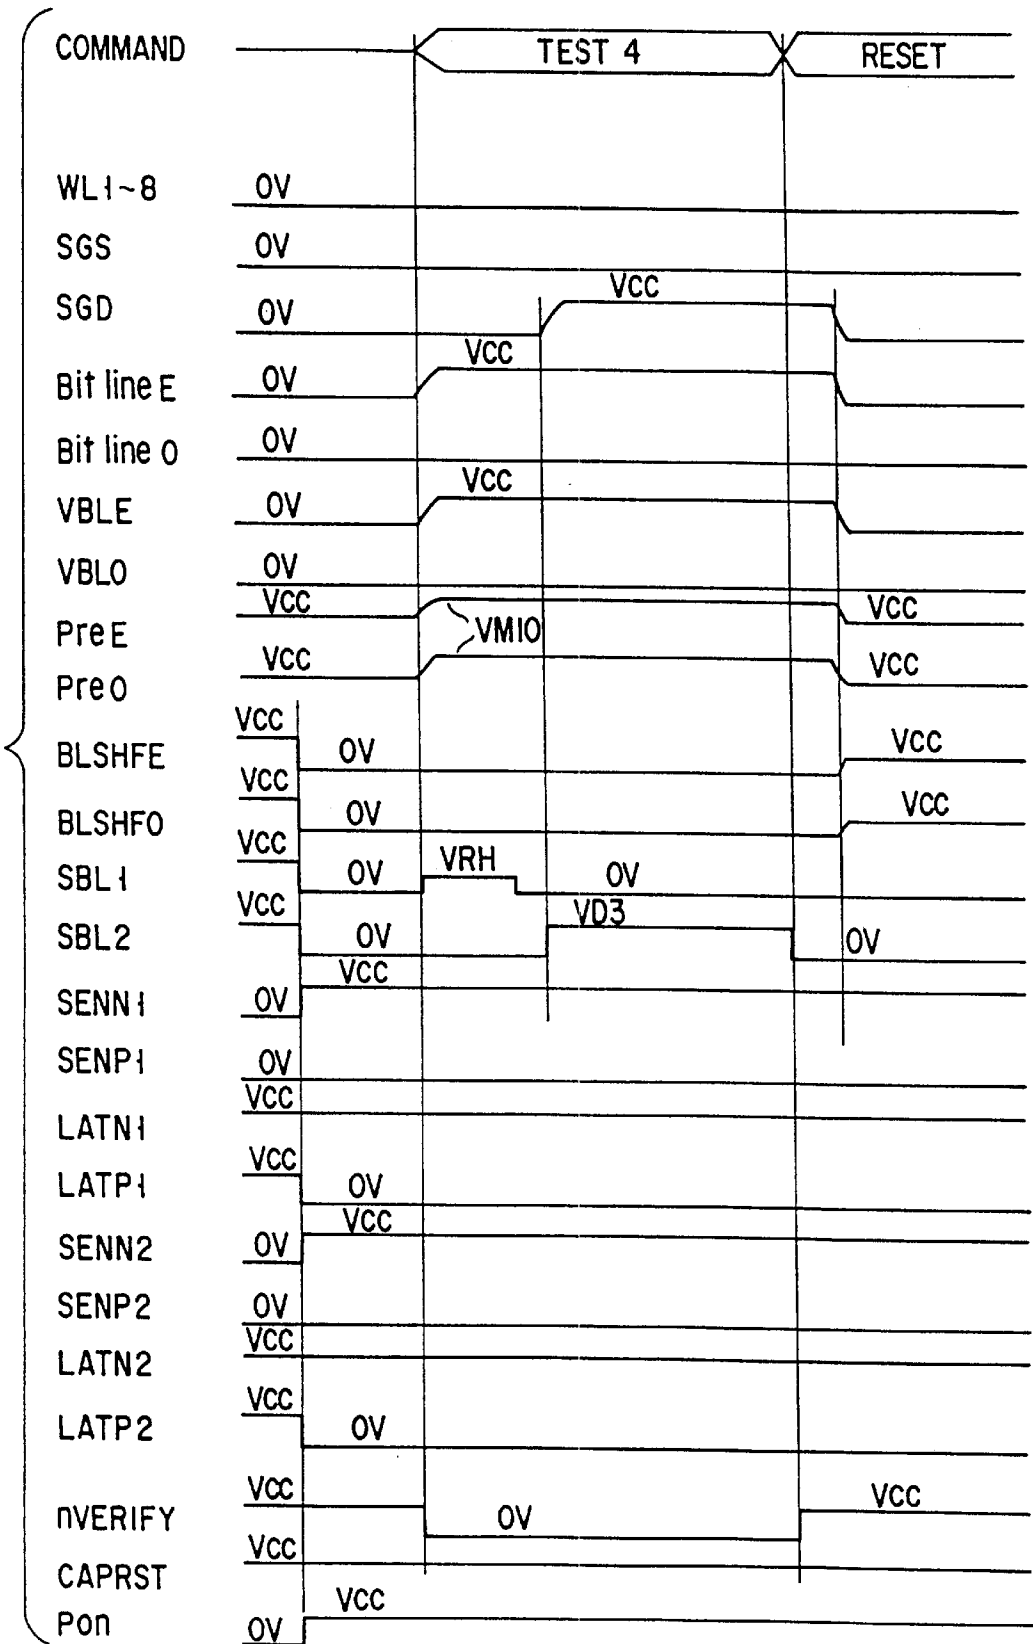 COMMAND TEST 4 RESET
WL1~8 0V
SGS 0V
VCC
SGD 0V
VCC
Bit line E 0V
Bit line O 0V
VCC
VBLE 0V
VBLO 0V
VCC VCC
PreE VM10
VCC VCC
PreO
VCC VCC
BLSHFE 0V
VCC VCC
BLSHFO 0V
VCC VRH
SBL1 0V 0V
VCC VD3
SBL2 0V 0V
VCC
SENN1 0V
SENP1 0V
VCC
LATN1
VCC
LATP1 0V
VCC
SENN2 0V
SENP2 0V
VCC
LATN2
VCC
LATP2 0V
VCC VCC
nVERIFY 0V
VCC
CAPRST
VCC
Pon 0V